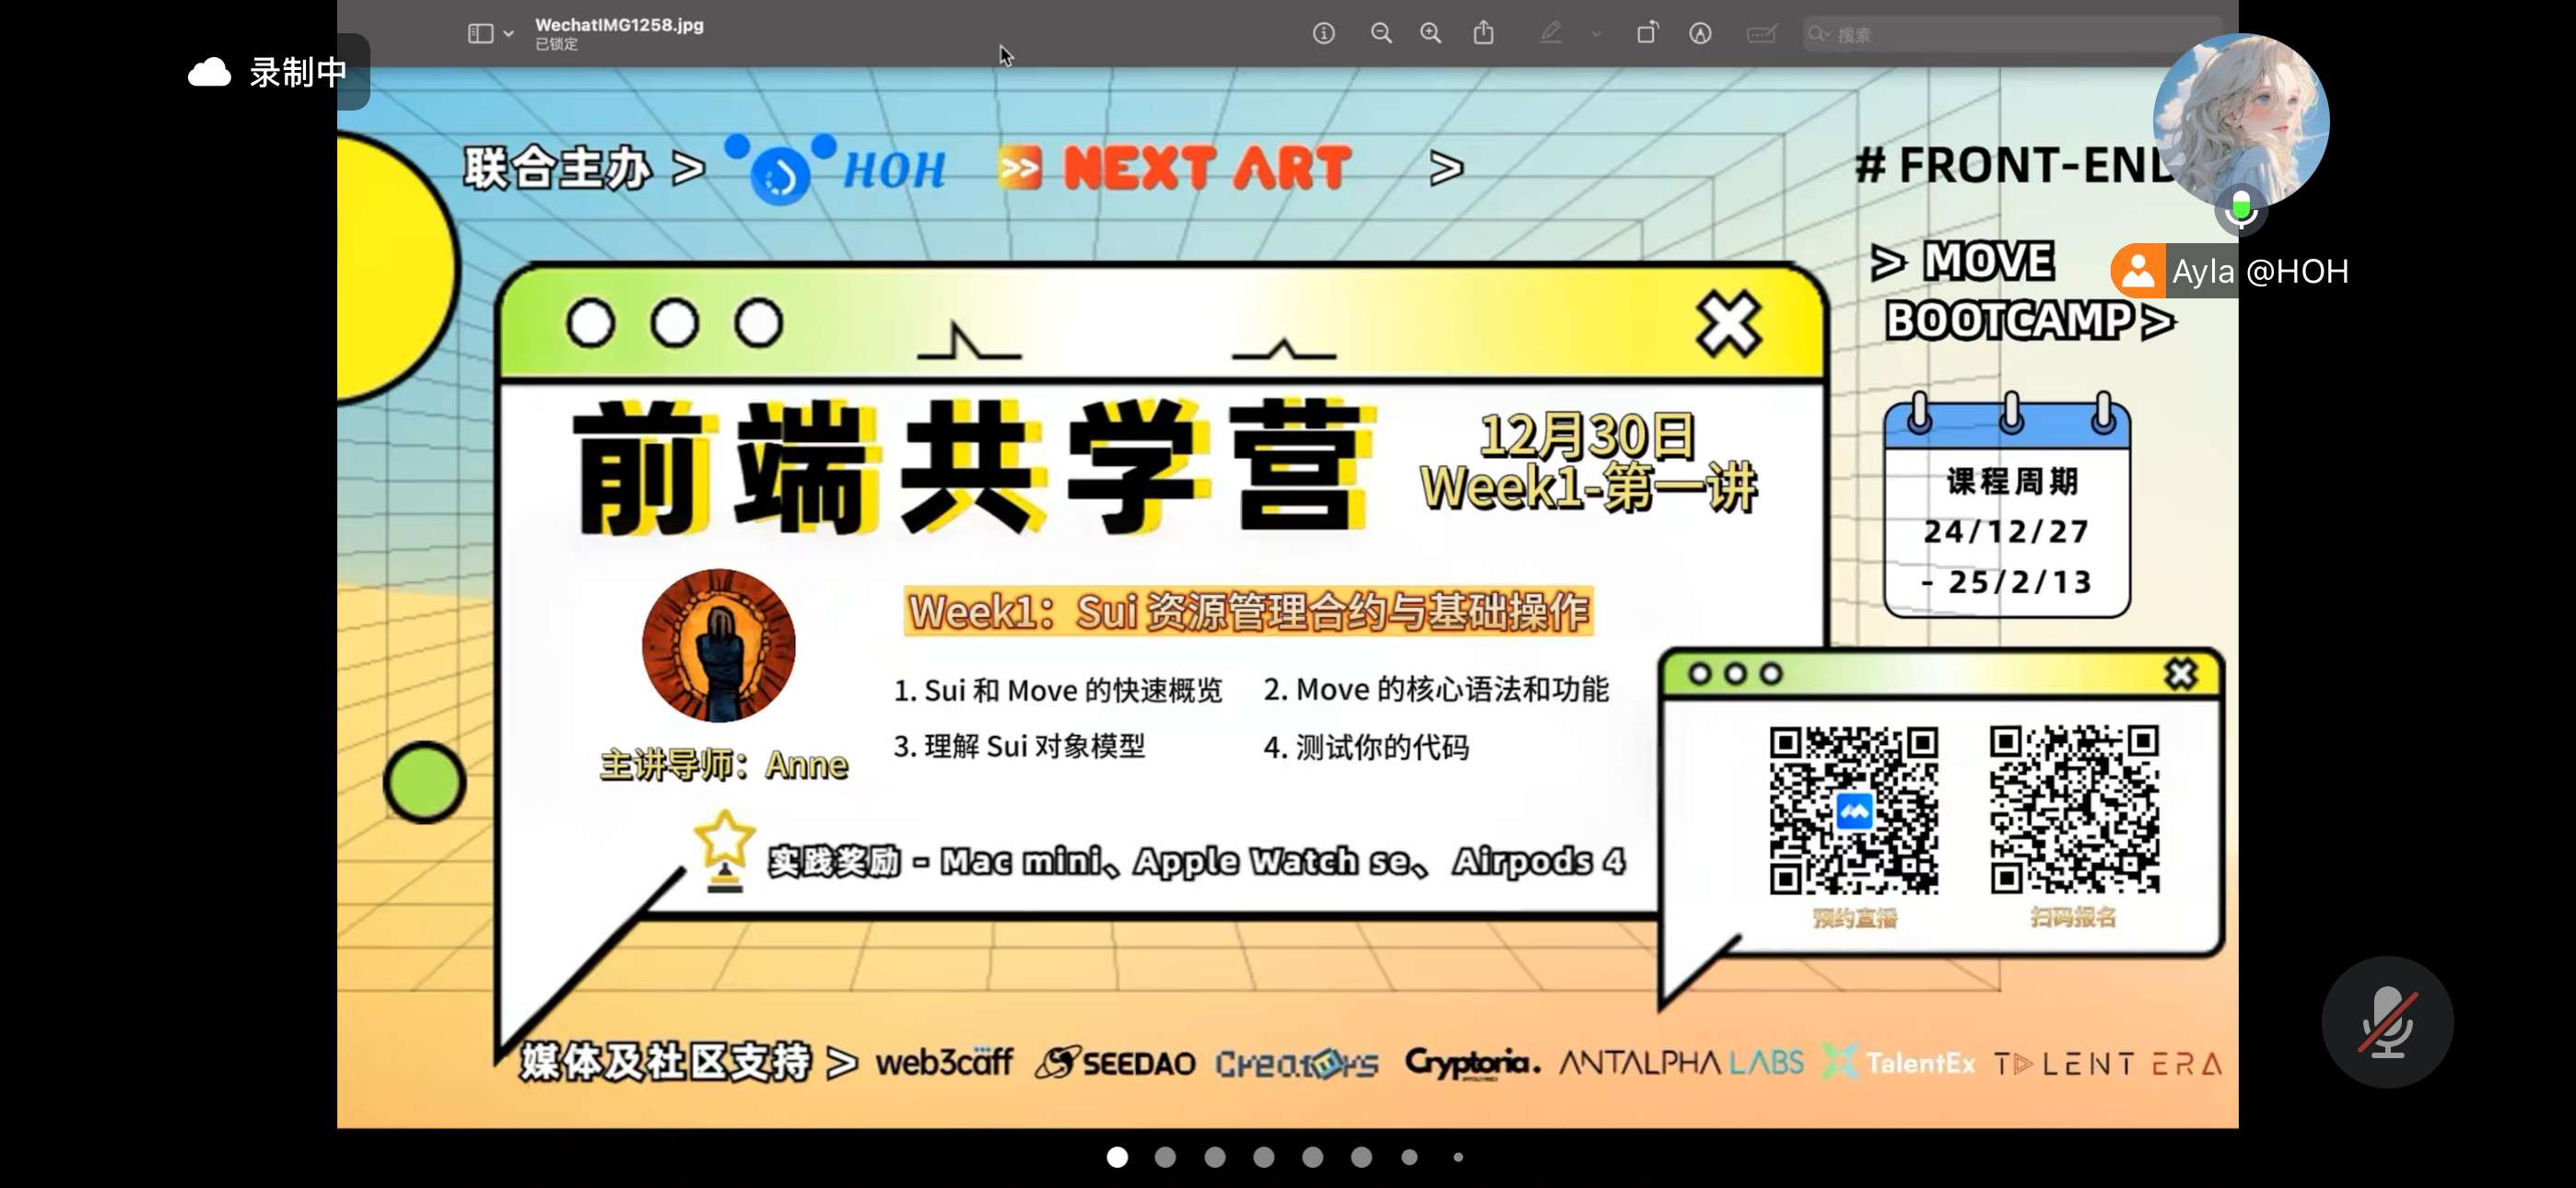 WechatIMG1258.jpg
已锁定
搜索
录制中
联合主办 > HOH NEXT ART >
# FRONT-END
> MOVE
BOOTCAMP >
Ayla @HOH
前端共学营
12月30日
Week1-第一讲
课程周期
24/12/27
- 25/2/13
Week1：Sui 资源管理合约与基础操作
1. Sui 和 Move 的快速概览
2. Move 的核心语法和功能
3. 理解 Sui 对象模型
4. 测试你的代码
主讲导师：Anne
实践奖励 - Mac mini、Apple Watch se、Airpods 4
预约直播
扫码报名
媒体及社区支持 > web3caff SEEDAO Creators Cryptoria. ANTALPHA LABS TalentEx TALENT ERA